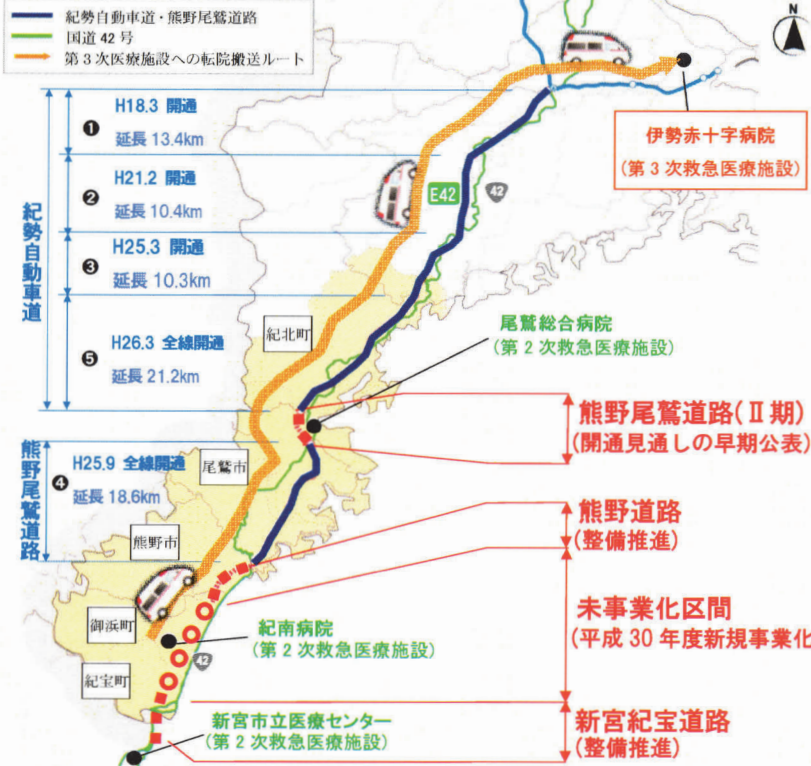 紀勢自動車道・熊野尾鷲道路
国道42号
第3次医療施設への転院搬送ルート
N
伊勢赤十字病院
(第3次救急医療施設)
紀勢自動車道
❶
H18.3 開通
延長 13.4km
❷
H21.2 開通
延長 10.4km
E42
42
❸
H25.3 開通
延長 10.3km
❺
H26.3 全線開通
延長 21.2km
紀北町
尾鷲総合病院
(第2次救急医療施設)
熊野尾鷲道路(Ⅱ期)
(開通見通しの早期公表)
熊野尾鷲道路
❹
H25.9 全線開通
延長 18.6km
尾鷲市
熊野市
熊野道路
(整備推進)
御浜町
紀宝町
紀南病院
(第2次救急医療施設)
42
未事業化区間
(平成30年度新規事業化
新宮市立医療センター
(第2次救急医療施設)
新宮紀宝道路
(整備推進)